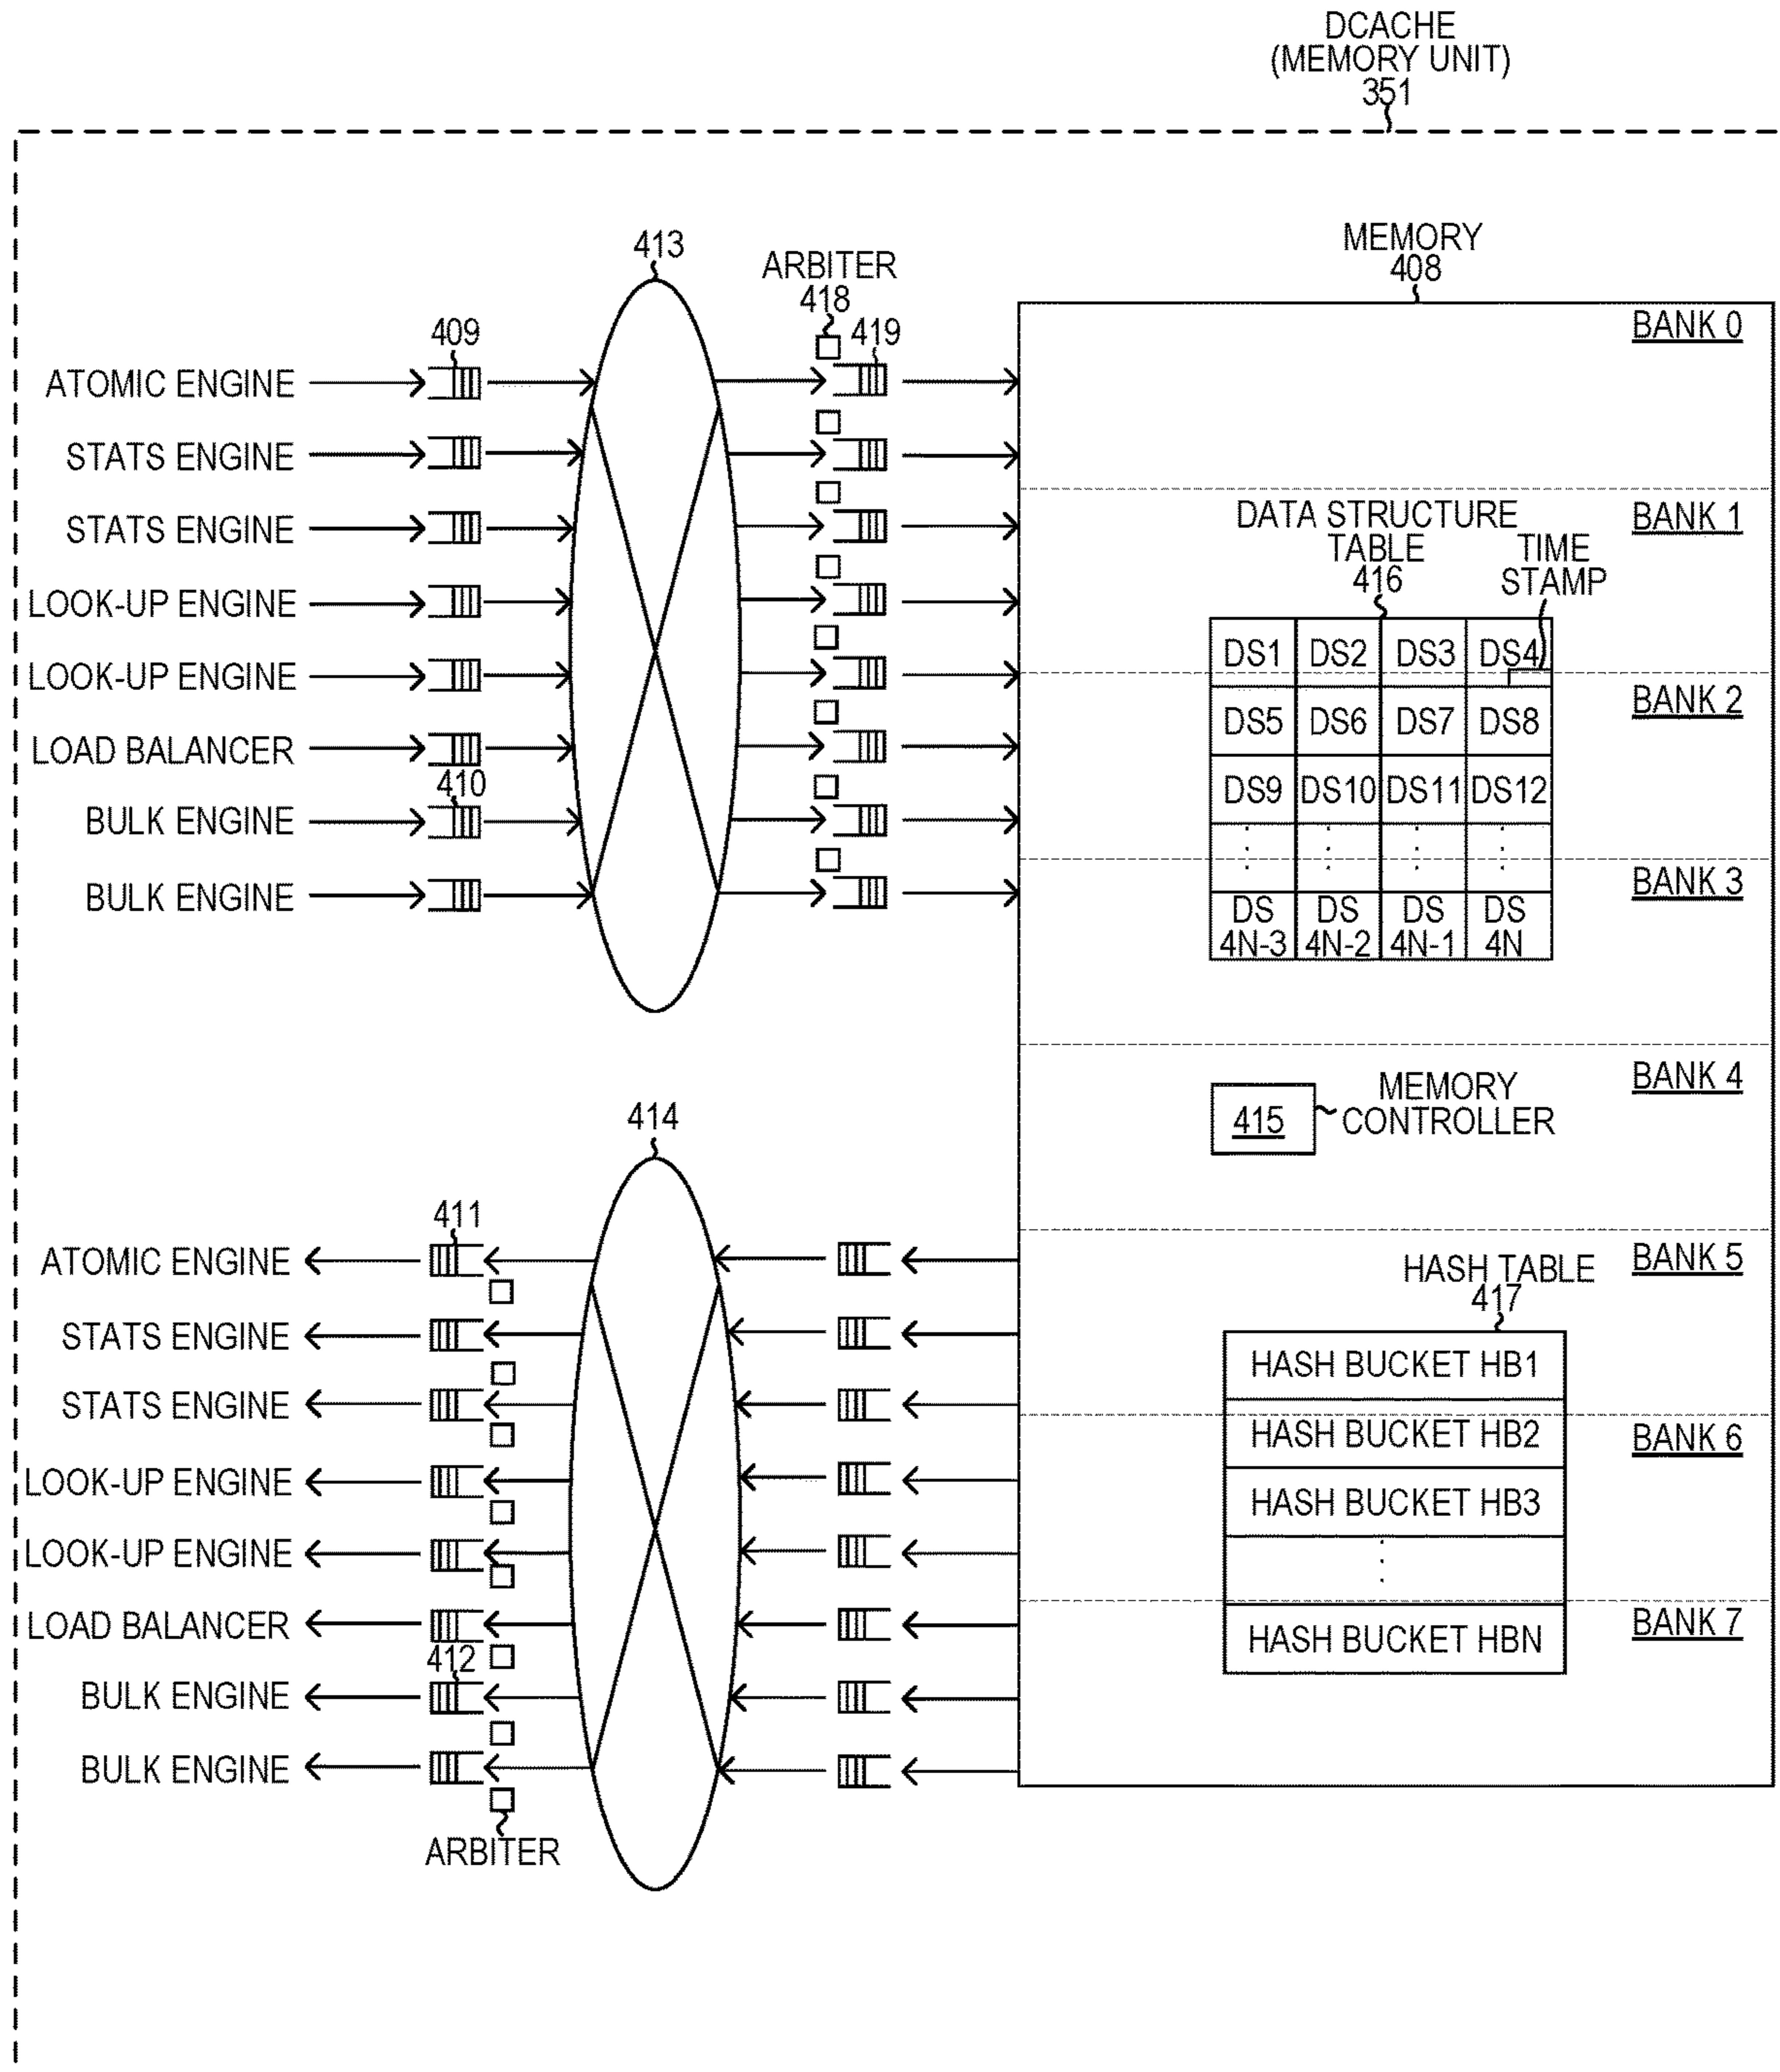 DCACHE
(MEMORY UNIT)
351
413
ARBITER
418
419
409
ATOMIC ENGINE
STATS ENGINE
STATS ENGINE
LOOK-UP ENGINE
LOOK-UP ENGINE
LOAD BALANCER
410
BULK ENGINE
BULK ENGINE
MEMORY
408
BANK 0
BANK 1
DATA STRUCTURE
TABLE
416
TIME
STAMP
DS1 DS2 DS3 DS4
BANK 2
DS5 DS6 DS7 DS8
DS9 DS10 DS11 DS12
: : : :
BANK 3
DS DS DS DS
4N-3 4N-2 4N-1 4N
BANK 4
415
MEMORY
CONTROLLER
414
411
ATOMIC ENGINE
STATS ENGINE
STATS ENGINE
LOOK-UP ENGINE
LOOK-UP ENGINE
LOAD BALANCER
412
BULK ENGINE
BULK ENGINE
ARBITER
BANK 5
HASH TABLE
417
HASH BUCKET HB1
HASH BUCKET HB2
BANK 6
HASH BUCKET HB3
:
HASH BUCKET HBN
BANK 7